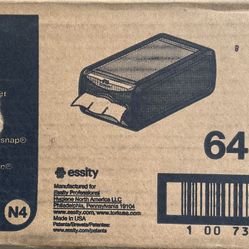 snap®
N4
64
essity
Manufactured for
Essity Professional
Hygiene North America LLC
Philadelphia, Pennsylvania 19104
www.essity.com, www.torkusa.com
Made in USA
Patents/Brevets/Patentes:
www.essity.com/patents
1 00 73